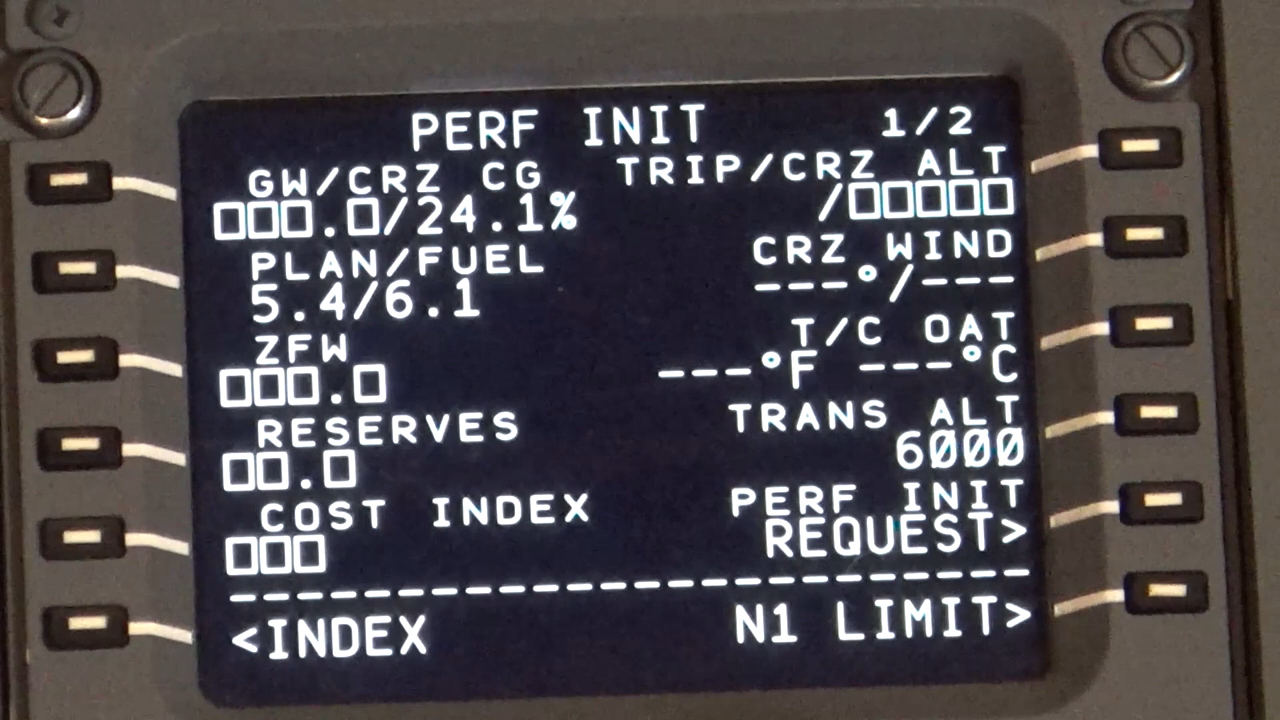 PERF INIT 1/2
GW/CRZ CG TRIP/CRZ ALT
□□□.□/24.1% /□□□□□
PLAN/FUEL CRZ WIND
5.4/6.1 ---°/---
ZFW T/C OAT
□□□.□ ---°F ---°C
RESERVES TRANS ALT
□□.□ 6000
COST INDEX PERF INIT
□□□ REQUEST>
------------------------
<INDEX N1 LIMIT>